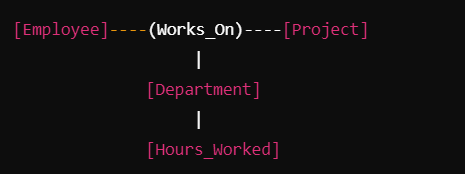 [Employee]----(Works_On)----[Project]
|
[Department]
|
[Hours_Worked]